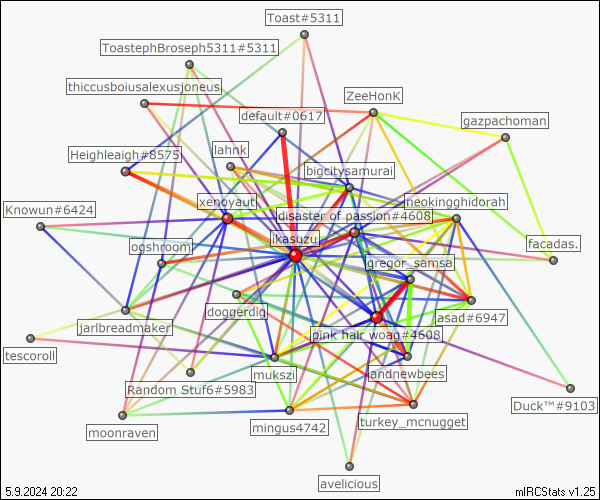 Toast#5311
ToastephBroseph5311#5311
thiccusboiusalexusjoneus
ZeeHonK
default#0617
gazpachoman
lahnk
Heighleaigh#8575
bigcitysamurai
xenoyaut
neokingghidorah
Knowun#6424
disaster of passion#4608
ikasuzu
ogshroom
facadas.
gregor_samsa
doggerdig
asad#6947
jarlbreadmaker
pink hair woag#4608
tescoroll
mukszi
andnewbees
Random Stuf6#5983
Duck™#9103
moonraven
mingus4742
turkey_mcnugget
avelicious
5.9.2024 20:22
mIRCStats v1.25